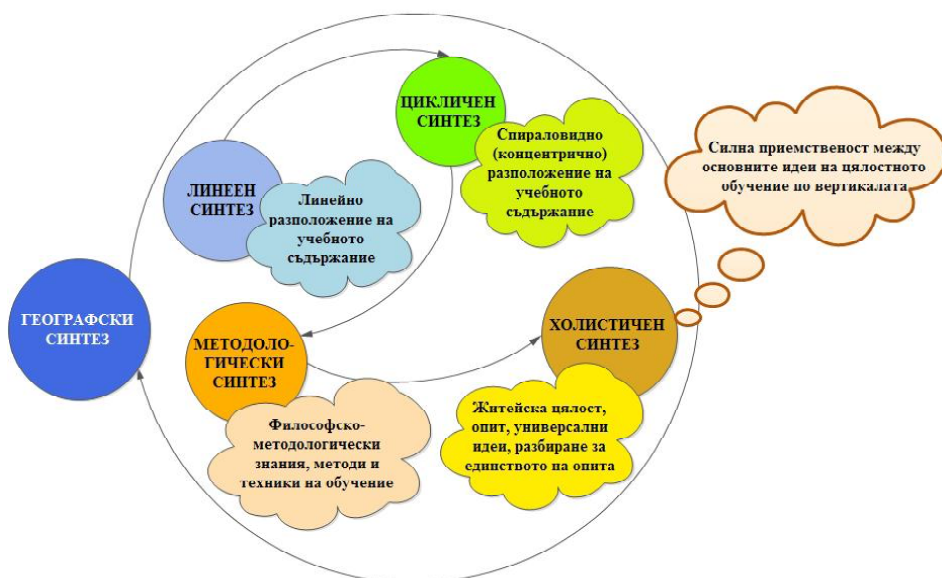 ЦИКЛИЧЕН
СИНТЕЗ
Спираловидно
(концентрично)
разположение на
учебното
съдържание
Силна приемственост между
основните идеи на цялостното
обучение по вертикалата
ЛИНЕЕН
СИНТЕЗ
Линейно
разположение на
учебното
съдържание
ГЕОГРАФСКИ
СИНТЕЗ
МЕТОДОЛО-
ГИЧЕСКИ
СИНТЕЗ
Философско-
методологически
знания, методи и
техники на обучение
ХОЛИСТИЧЕН
СИНТЕЗ
Житейска цялост,
опит, универсални
идеи, разбиране за
единството на опита